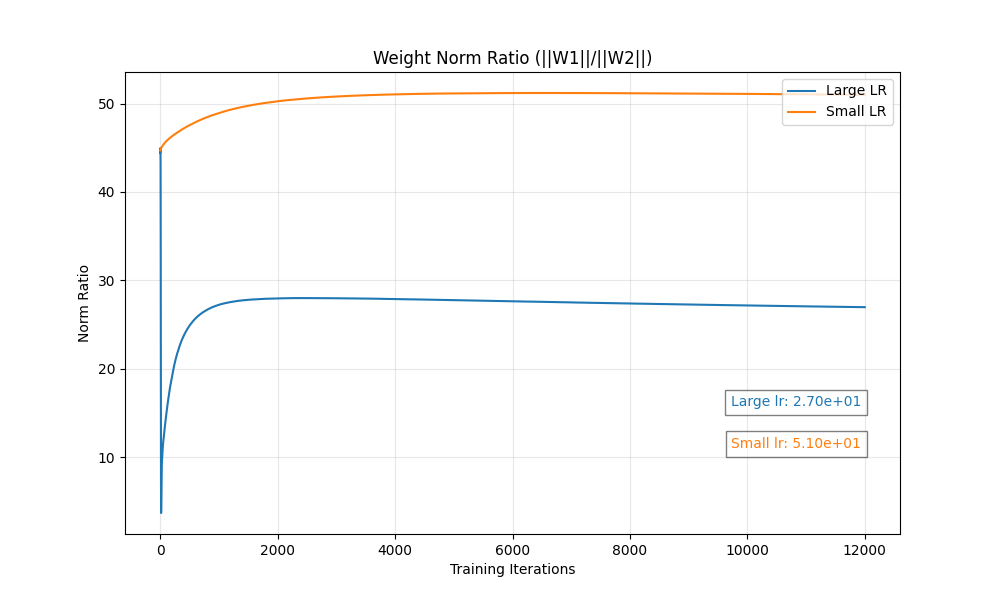 Weight Norm Ratio (||W1||/||W2||)
Large LR
Small LR
50
40
30
20
10
Norm Ratio
Large lr: 2.70e+01
Small lr: 5.10e+01
0 2000 4000 6000 8000 10000 12000
Training Iterations